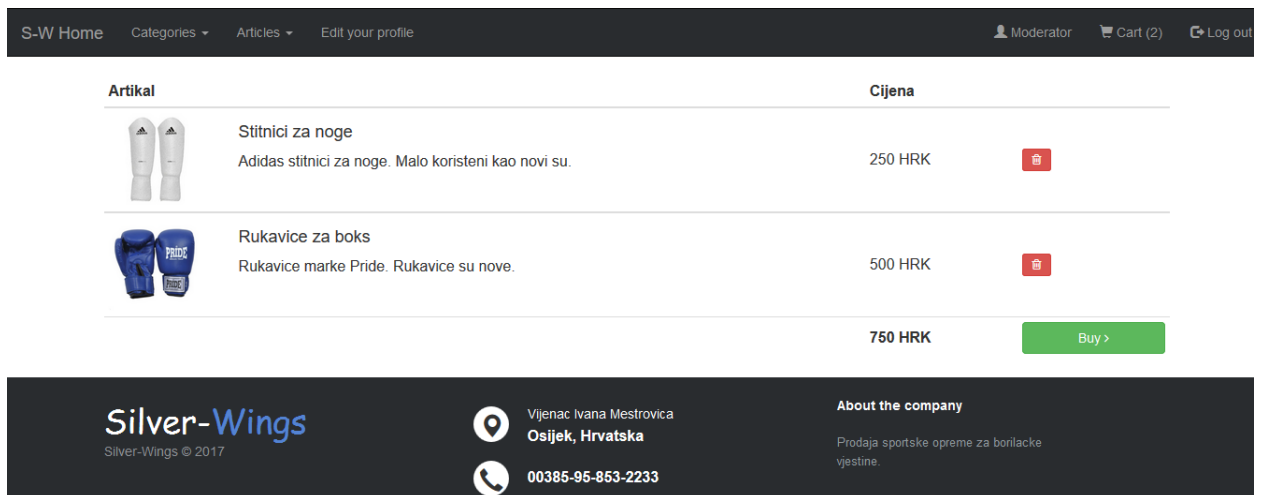 S-W Home Categories Articles Edit your profile Moderator Cart (2) Log out
Artikal Cijena
Stitnici za noge
Adidas stitnici za noge. Malo koristeni kao novi su.
250 HRK
Rukavice za boks
Rukavice marke Pride. Rukavice su nove.
500 HRK
PRIDE
PRIDE
750 HRK Buy
Silver-Wings
Silver-Wings © 2017
Vijenac Ivana Mestrovica
Osijek, Hrvatska
00385-95-853-2233
About the company
Prodaja sportske opreme za borilacke
vjestine.